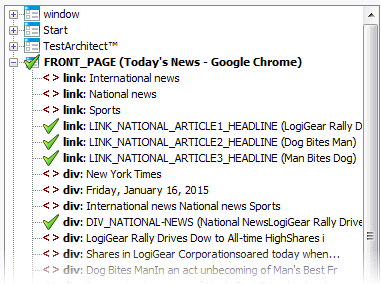 window
Start
TestArchitect™
FRONT_PAGE (Today's News - Google Chrome)
<> link: International news
<> link: National news
<> link: Sports
link: LINK_NATIONAL_ARTICLE1_HEADLINE (LogiGear Rally D
link: LINK_NATIONAL_ARTICLE2_HEADLINE (Dog Bites Man)
link: LINK_NATIONAL_ARTICLE3_HEADLINE (Man Bites Dog)
<> div: New York Times
<> div: Friday, January 16, 2015
<> div: International news National news Sports
div: DIV_NATIONAL-NEWS (National NewsLogiGear Rally Drive
<> div: LogiGear Rally Drives Dow to All-time HighShares i
<> div: Shares in LogiGear Corporationsoared today when...
<> div: Dog Bites ManIn an act unbecoming of Man's Best Fr